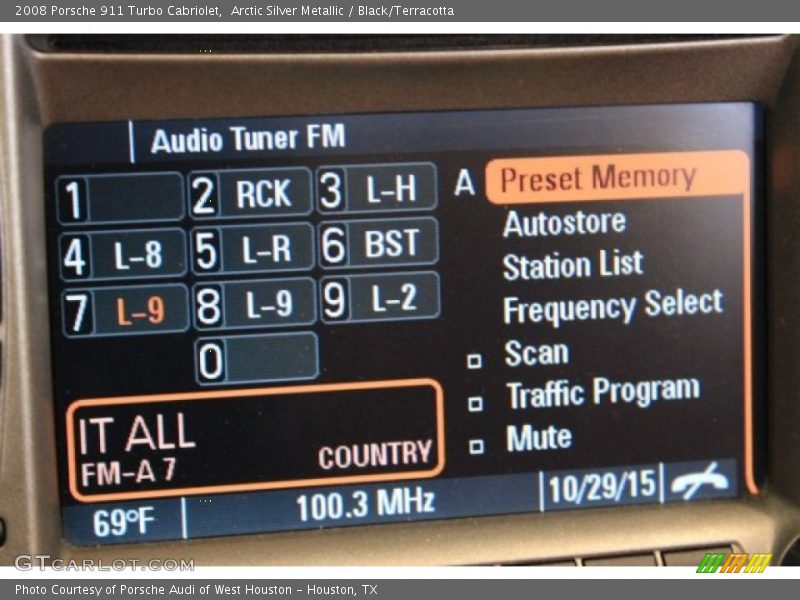 2008 Porsche 911 Turbo Cabriolet, Arctic Silver Metallic / Black/Terracotta
Audio Tuner FM
1 2 RCK 3 L-H A Preset Memory
4 L-8 5 L-R 6 BST Autostore
7 L-9 8 L-9 9 L-2 Station List
Frequency Select
0 Scan
Traffic Program
Mute
IT ALL
FM-A 7 COUNTRY
69°F 100.3 MHz 10/29/15
GTCARLOT.COM
Photo Courtesy of Porsche Audi of West Houston - Houston, TX